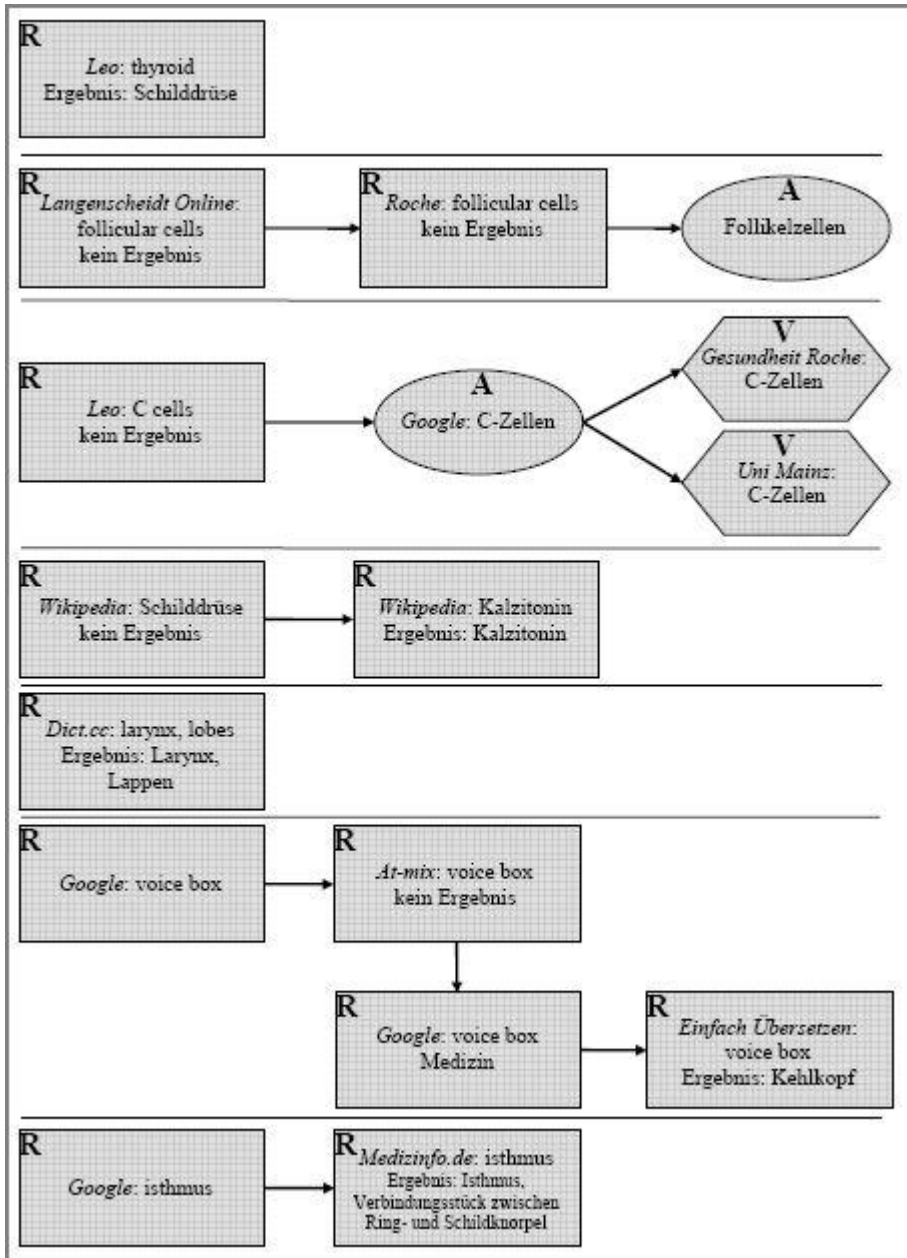 R
Leo: thyroid
Ergebnis: Schilddrüse
R
Langenscheidt Online:
follicular cells
kein Ergebnis
R
Roche: follicular cells
kein Ergebnis
A
Follikelzellen
R
Leo: C cells
kein Ergebnis
A
Google: C-Zellen
V
Gesundheit Roche:
C-Zellen
V
Uni Mainz:
C-Zellen
R
Wikipedia: Schilddrüse
kein Ergebnis
R
Wikipedia: Kalzitonin
Ergebnis: Kalzitonin
R
Dict.cc: larynx, lobes
Ergebnis: Larynx,
Lappen
R
Google: voice box
R
At-mix: voice box
kein Ergebnis
R
Google: voice box
Medizin
R
Einfach Übersetzen:
voice box
Ergebnis: Kehlkopf
R
Google: isthmus
R
Medizinfo.de: isthmus
Ergebnis: Isthmus,
Verbindungsstück zwischen
Ring- und Schildknorpel